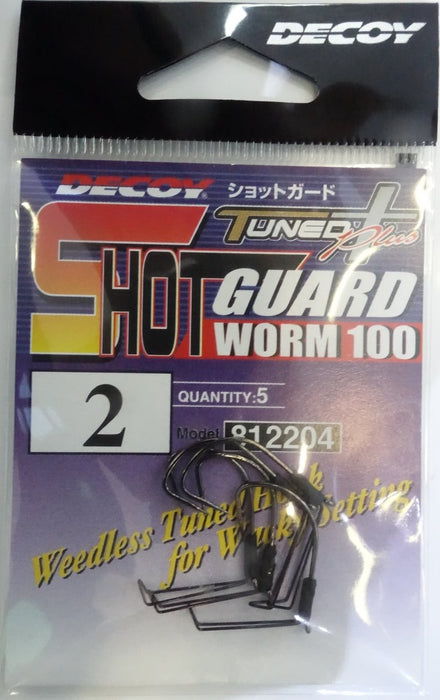 DECOY
DECOY® ショットガード
TUNED Plus
SHOT GUARD
WORM 100
2
QUANTITY:5
Model 812204
Weedless Tuned Hook
for Wacky Setting